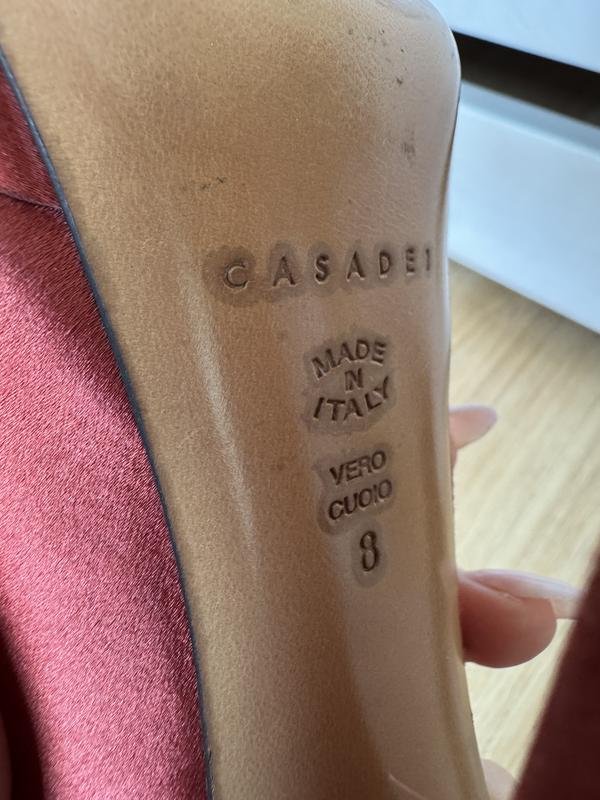 CASADEI
MADE
IN
ITALY
VERO
CUOIO
8